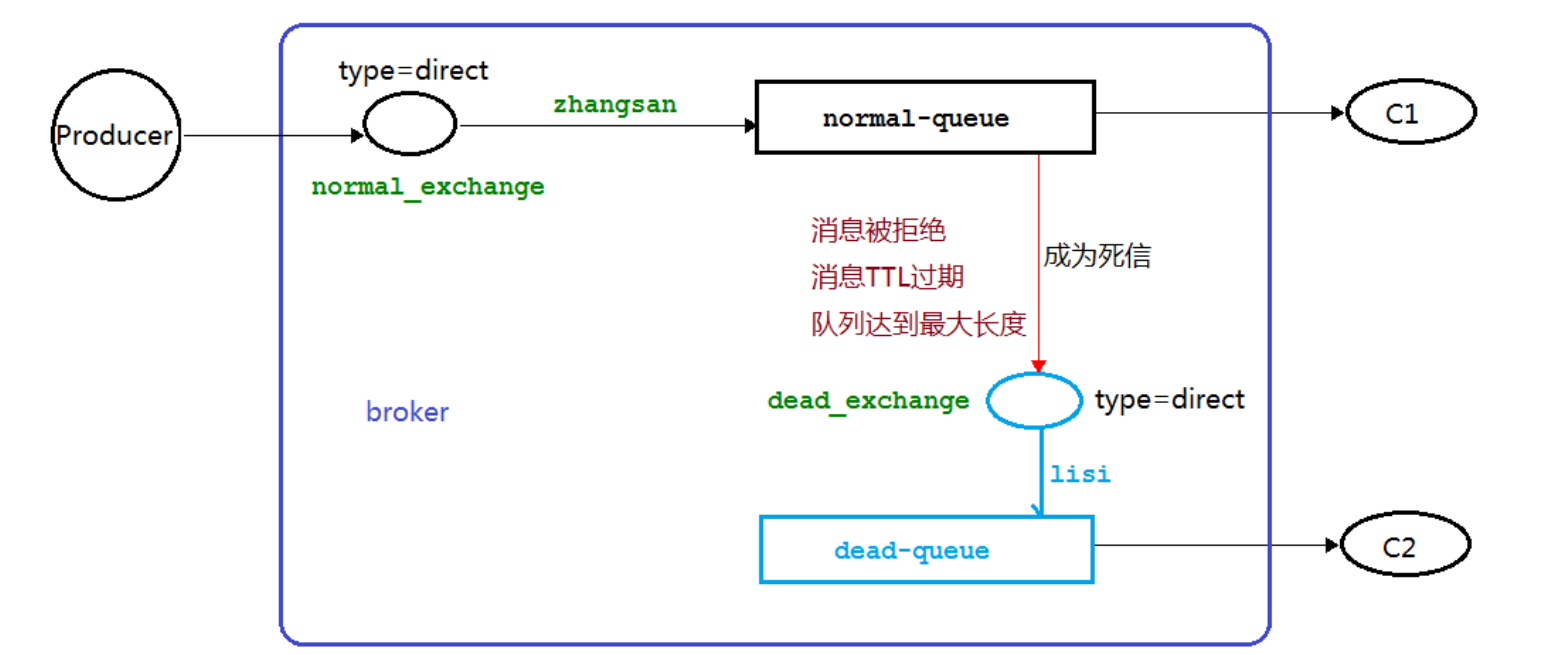 type=direct
Producer
zhangsan
normal-queue
C1
normal_exchange
消息被拒绝
消息TTL过期
成为死信
队列达到最大长度
dead_exchange
type=direct
broker
lisi
dead-queue
C2